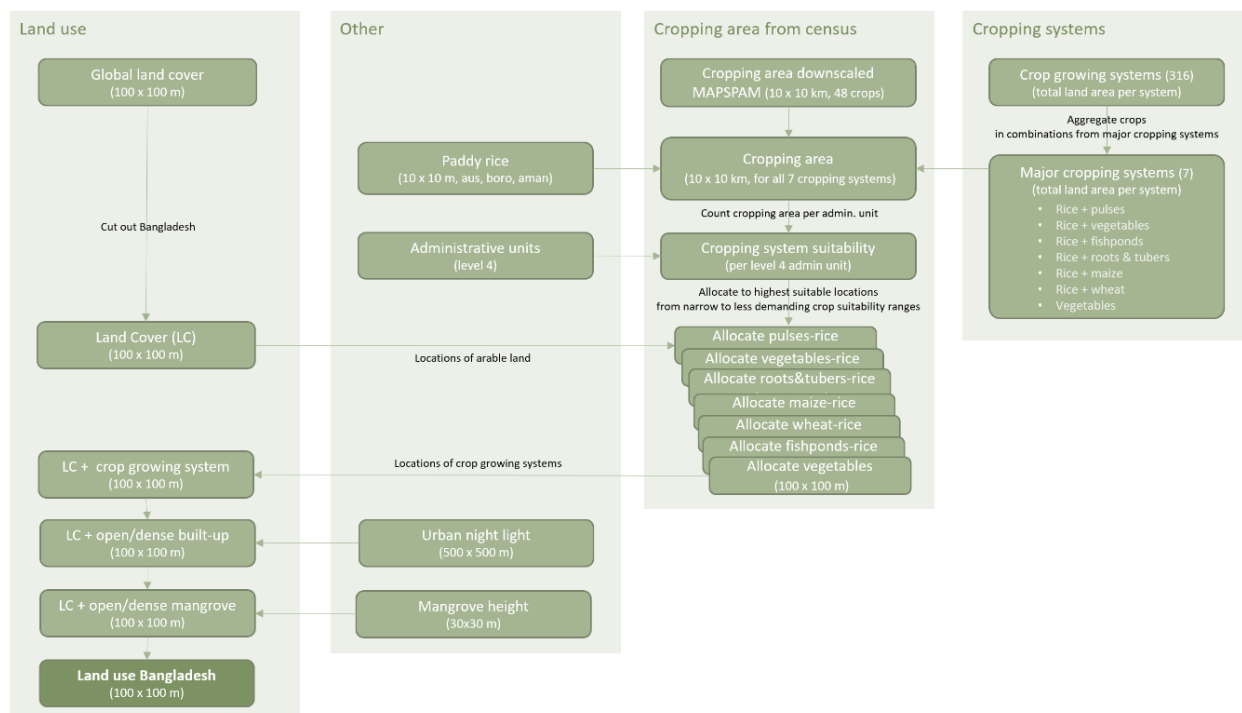 Land use
Global land cover
(100 x 100 m)
Cut out Bangladesh
Land Cover (LC)
(100 x 100 m)
LC +  crop growing system
(100 x 100 m)
LC + open/dense built-up
(100 x 100 m)
LC + open/dense mangrove
(100 x 100 m)
Land use Bangladesh
(100 x 100 m)
Other
Paddy rice
(10 x 10 m, aus, boro, aman)
Administrative units
(level 4)
Locations of arable land
Locations of crop growing systems
Urban night light
(500 x 500 m)
Mangrove height
(30x30 m)
Cropping area from census
Cropping area downscaled
MAPSPAM (10 x 10 km, 48 crops)
Cropping area
(10 x 10 km, for all 7 cropping systems)
Count cropping area per admin. unit
Cropping system suitability
(per level 4 admin unit)
Allocate to highest suitable locations
from narrow to less demanding crop suitability ranges
Allocate pulses-rice
Allocate vegetables-rice
Allocate roots&tubers-rice
Allocate maize-rice
Allocate wheat-rice
Allocate fishponds-rice
Allocate vegetables
(100 x 100 m)
Cropping systems
Crop growing systems (316)
(total land area per system)
Aggregate crops
in combinations from major cropping systems
Major cropping systems (7)
(total land area per system)
• Rice + pulses
• Rice + vegetables
• Rice + fishponds
• Rice + roots & tubers
• Rice + maize
• Rice + wheat
• Vegetables